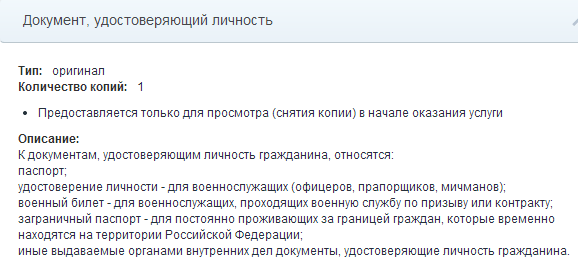 Документ, удостоверяющий личность
Тип: оригинал
Количество копий: 1
• Предоставляется только для просмотра (снятия копии) в начале оказания услуги
Описание:
К документам, удостоверяющим личность гражданина, относятся:
паспорт;
удостоверение личности - для военнослужащих (офицеров, прапорщиков, мичманов);
военный билет - для военнослужащих, проходящих военную службу по призыву или контракту;
заграничный паспорт - для постоянно проживающих за границей граждан, которые временно
находятся на территории Российской Федерации;
иные выдаваемые органами внутренних дел документы, удостоверяющие личность гражданина.